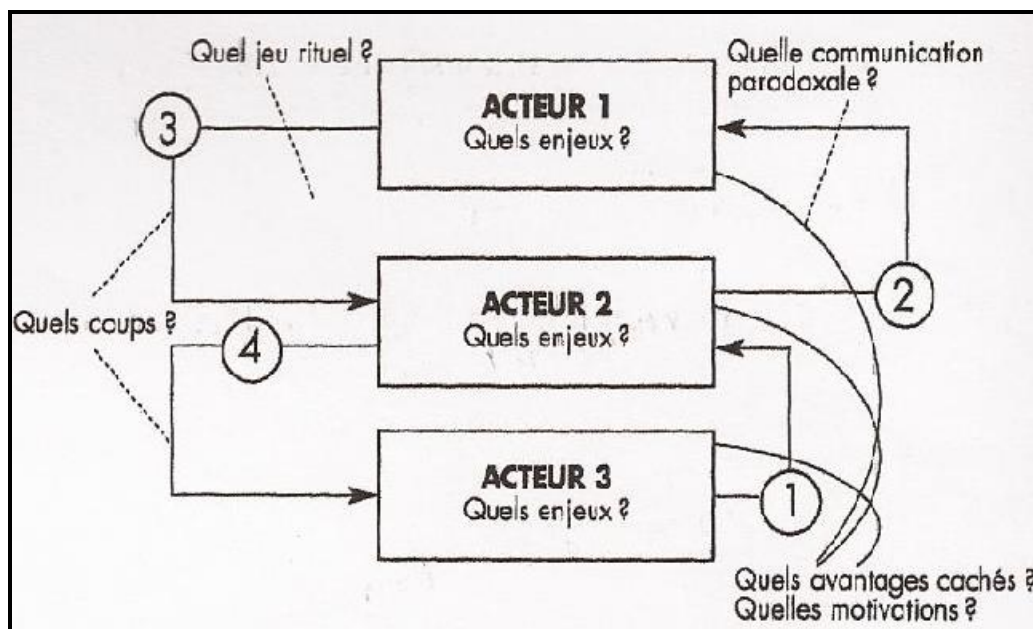 Quel jeu rituel ?
Quelle communication
paradoxale ?
ACTEUR 1
Quels enjeux ?
3
2
ACTEUR 2
Quels enjeux ?
Quels coups ?
4
ACTEUR 3
Quels enjeux ?
1
Quels avantages cachés ?
Quelles motivations ?